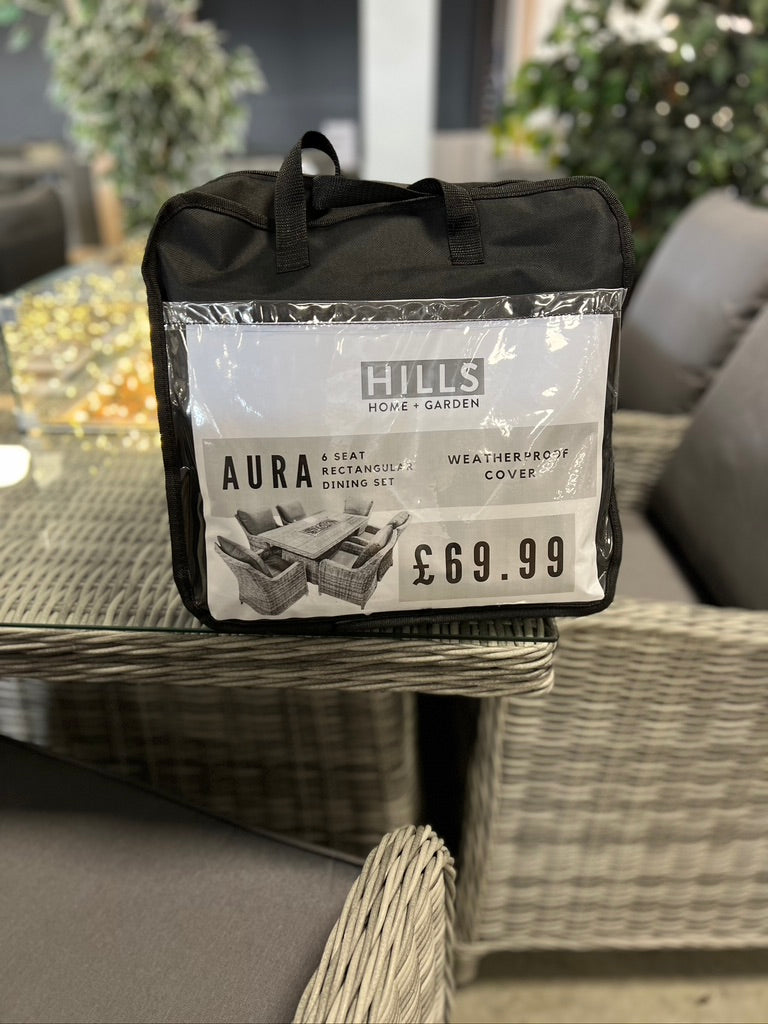 HILLS
HOME + GARDEN
AURA
6 SEAT
RECTANGULAR
DINING SET
WEATHERPROOF
COVER
£69.99